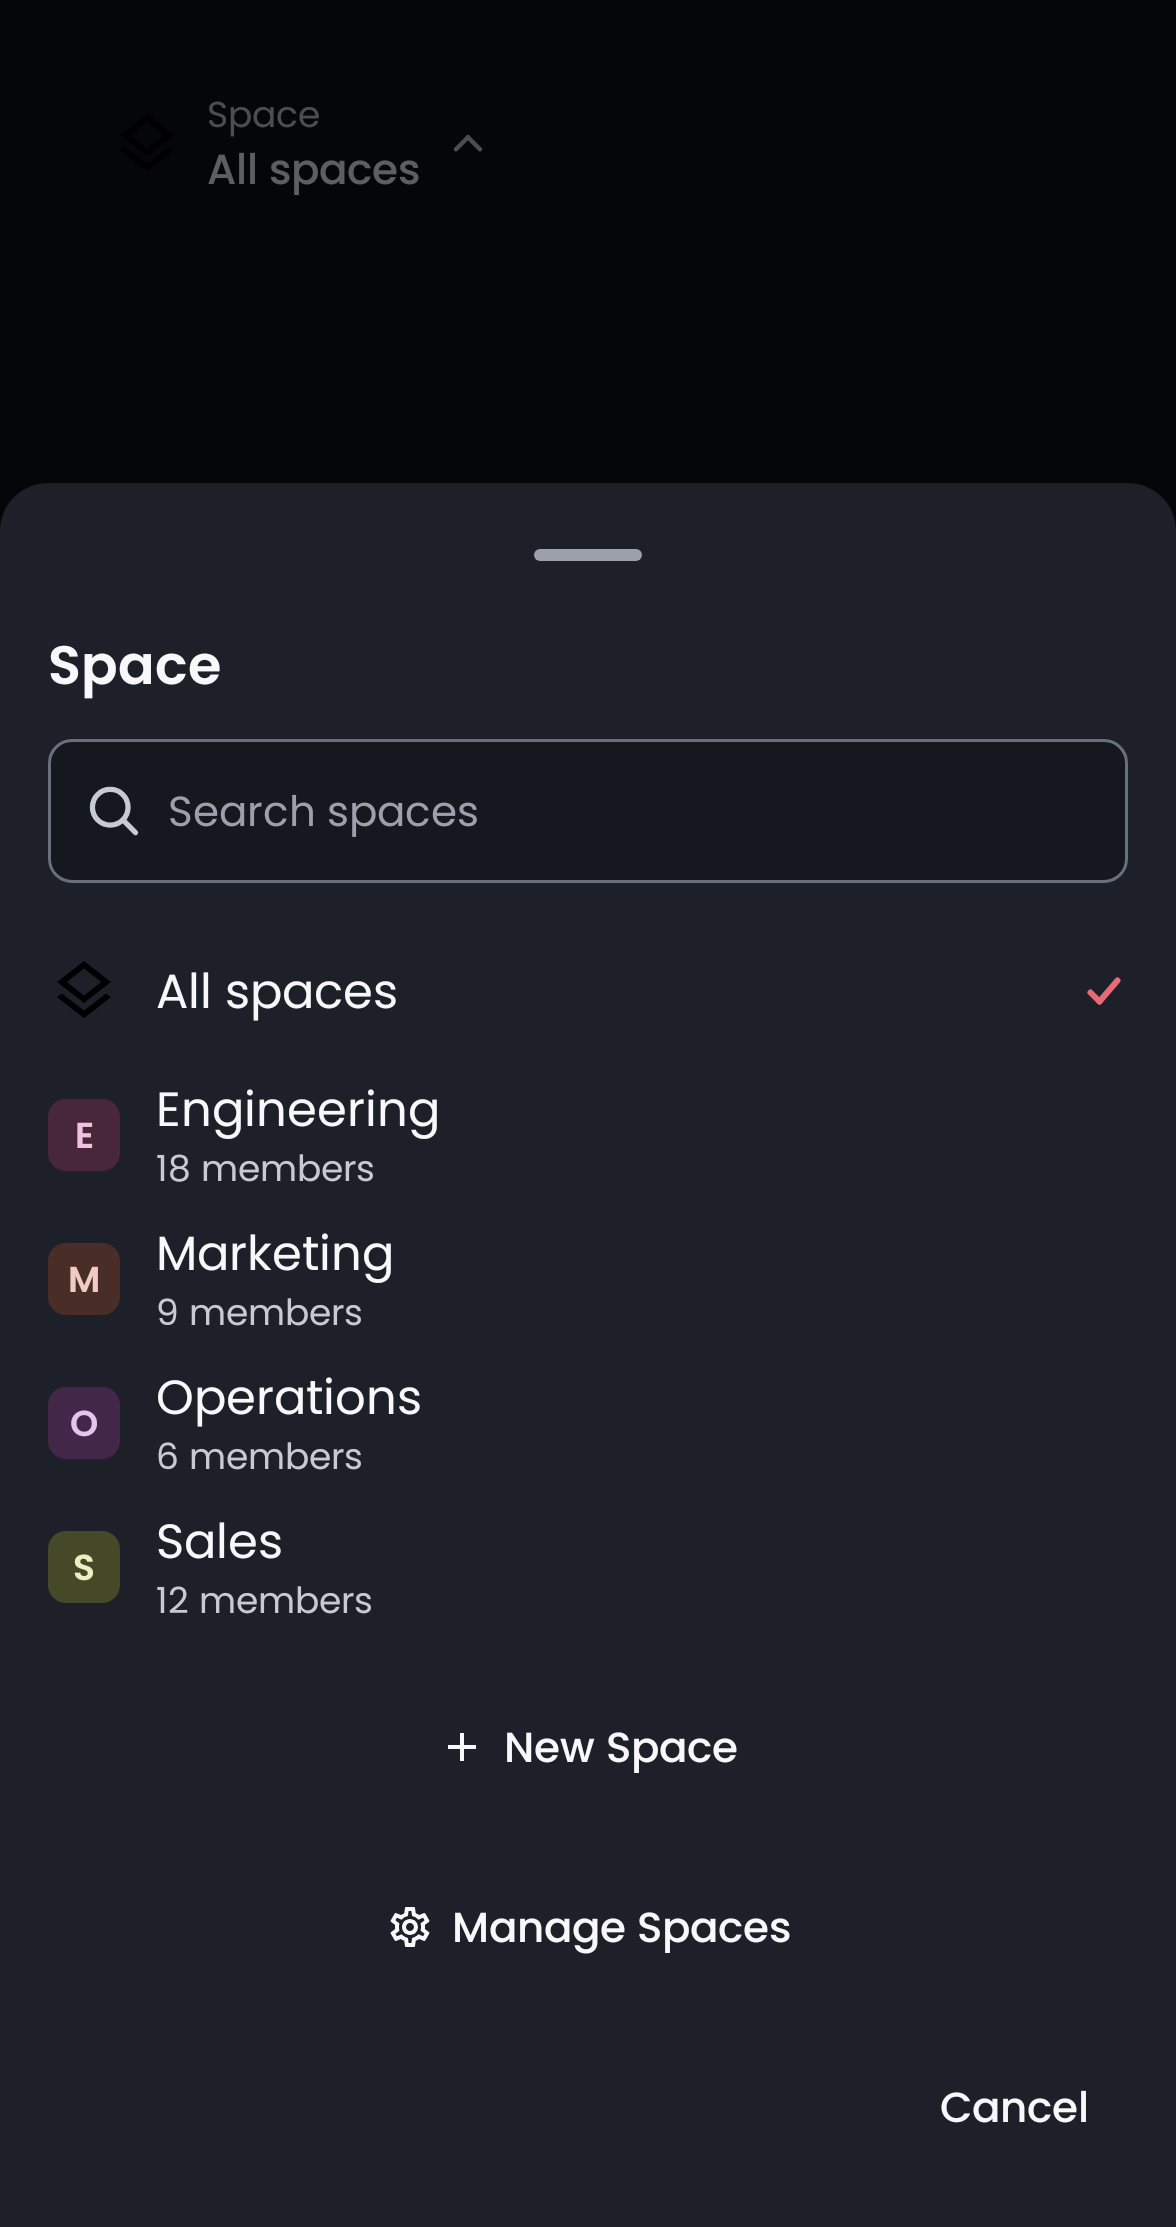 Space
All spaces
Space
Search spaces
All spaces
E
Engineering
18 members
M
Marketing
9 members
O
Operations
6 members
S
Sales
12 members
New Space
Manage Spaces
Cancel